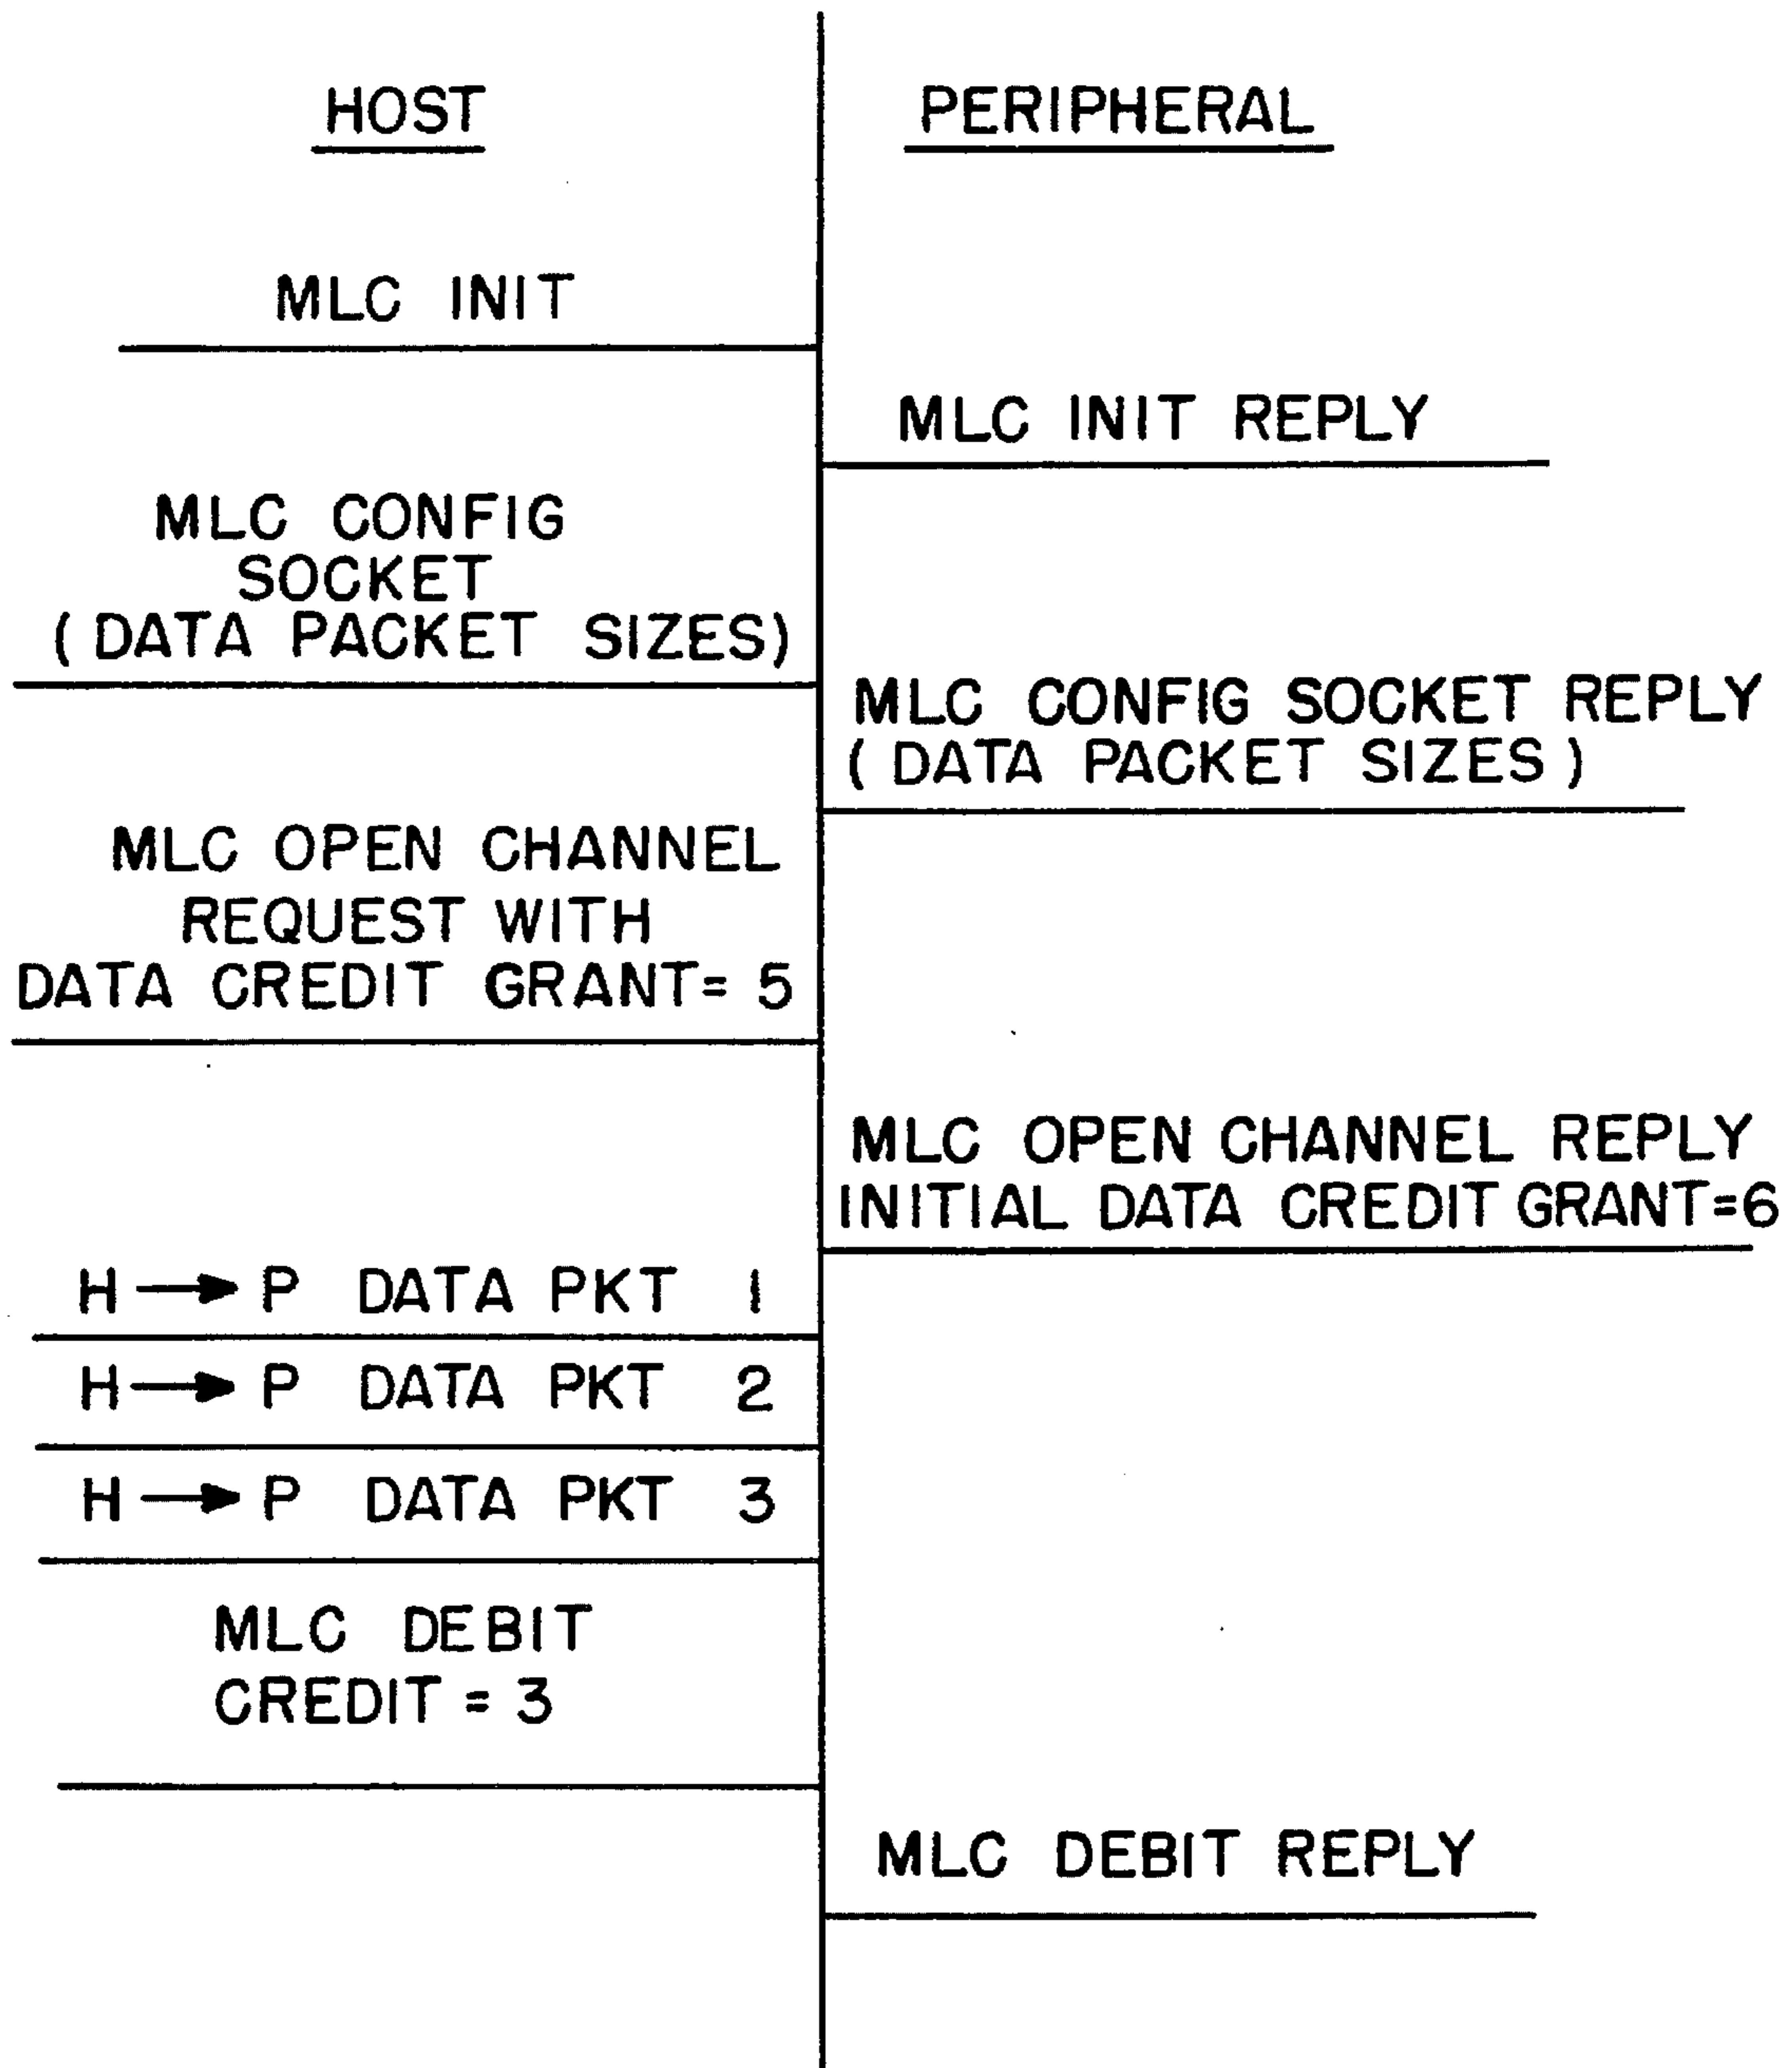 HOST
PERIPHERAL
MLC INIT
MLC INIT REPLY
MLC CONFIG
SOCKET
(DATA PACKET SIZES)
MLC CONFIG SOCKET REPLY
(DATA PACKET SIZES)
MLC OPEN CHANNEL
REQUEST WITH
DATA CREDIT GRANT= 5
MLC OPEN CHANNEL REPLY
INITIAL DATA CREDIT GRANT=6
H → P DATA PKT 1
H → P DATA PKT 2
H → P DATA PKT 3
MLC DEBIT
CREDIT = 3
MLC DEBIT REPLY